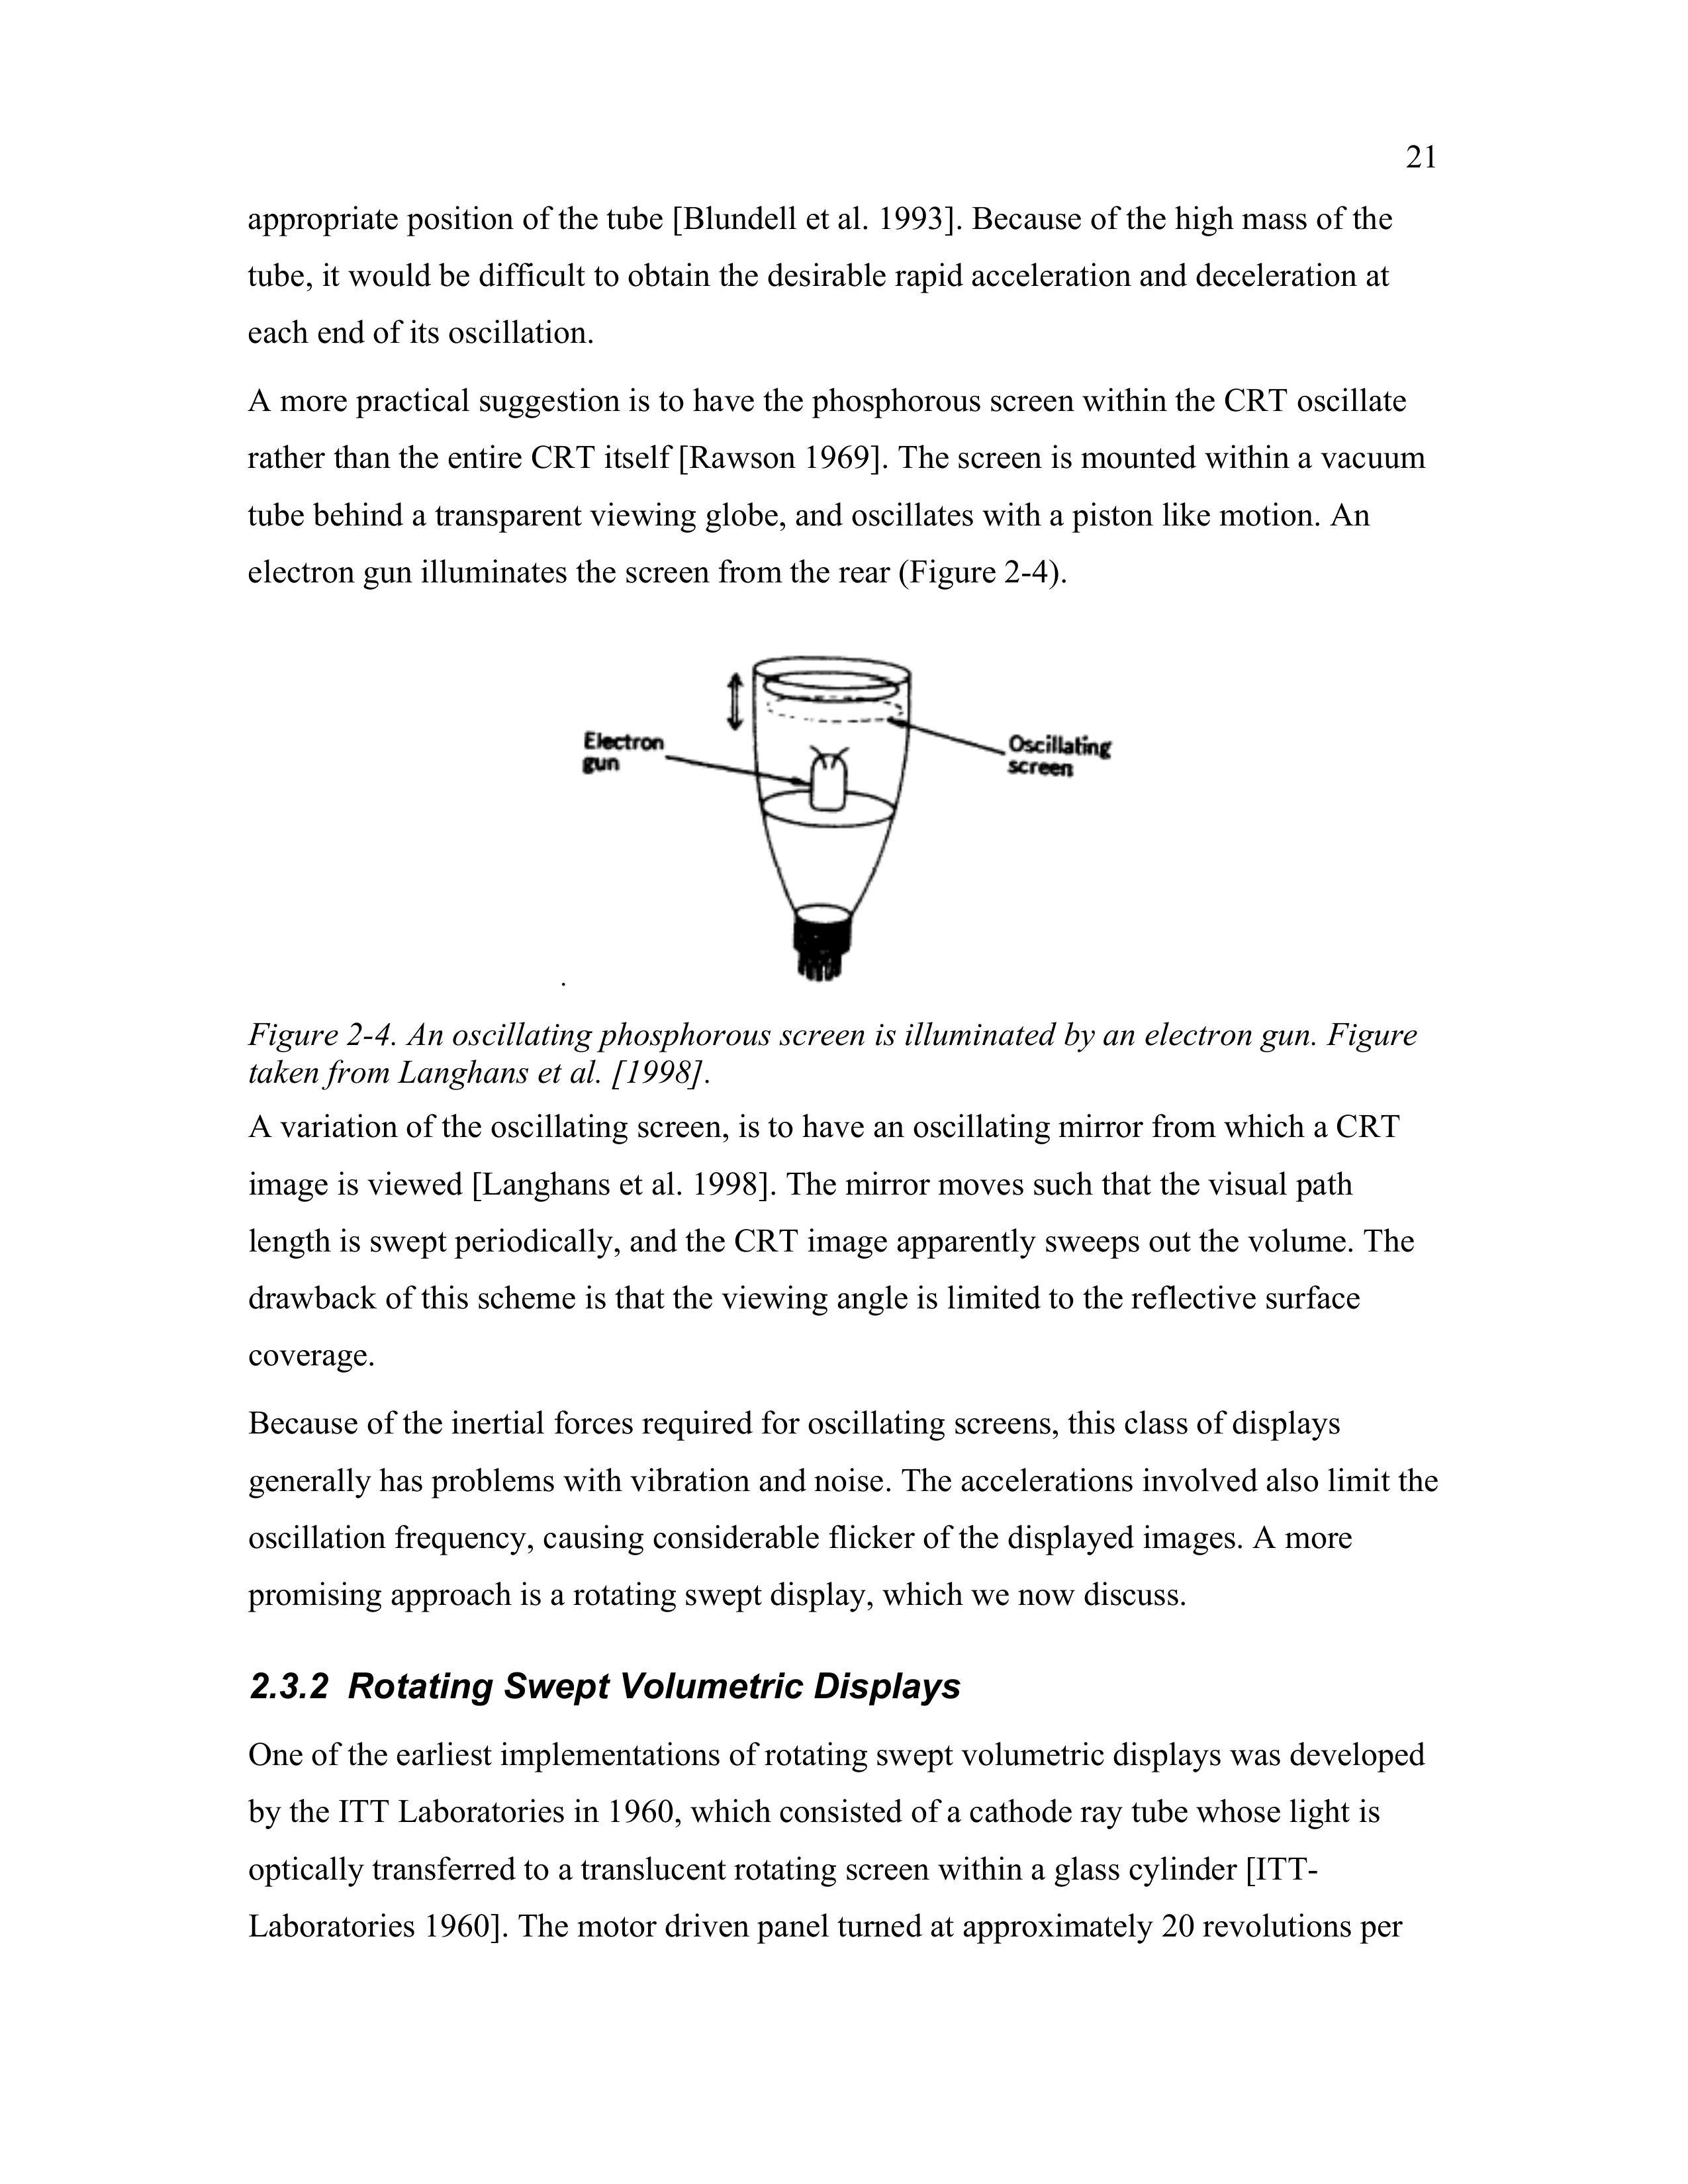 21
appropriate position of the tube [Blundell et al. 1993]. Because of the high mass of the
tube, it would be difficult to obtain the desirable rapid acceleration and deceleration at
each end of its oscillation.
A more practical suggestion is to have the phosphorous screen within the CRT oscillate
rather than the entire CRT itself [Rawson 1969]. The screen is mounted within a vacuum
tube behind a transparent viewing globe, and oscillates with a piston like motion. An
electron gun illuminates the screen from the rear (Figure 2-4).
Electron
gun
Oscillating
screen
.
Figure 2-4. An oscillating phosphorous screen is illuminated by an electron gun. Figure
taken from Langhans et al. [1998].
A variation of the oscillating screen, is to have an oscillating mirror from which a CRT
image is viewed [Langhans et al. 1998]. The mirror moves such that the visual path
length is swept periodically, and the CRT image apparently sweeps out the volume. The
drawback of this scheme is that the viewing angle is limited to the reflective surface
coverage.
Because of the inertial forces required for oscillating screens, this class of displays
generally has problems with vibration and noise. The accelerations involved also limit the
oscillation frequency, causing considerable flicker of the displayed images. A more
promising approach is a rotating swept display, which we now discuss.
2.3.2 Rotating Swept Volumetric Displays
One of the earliest implementations of rotating swept volumetric displays was developed
by the ITT Laboratories in 1960, which consisted of a cathode ray tube whose light is
optically transferred to a translucent rotating screen within a glass cylinder [ITT-
Laboratories 1960]. The motor driven panel turned at approximately 20 revolutions per